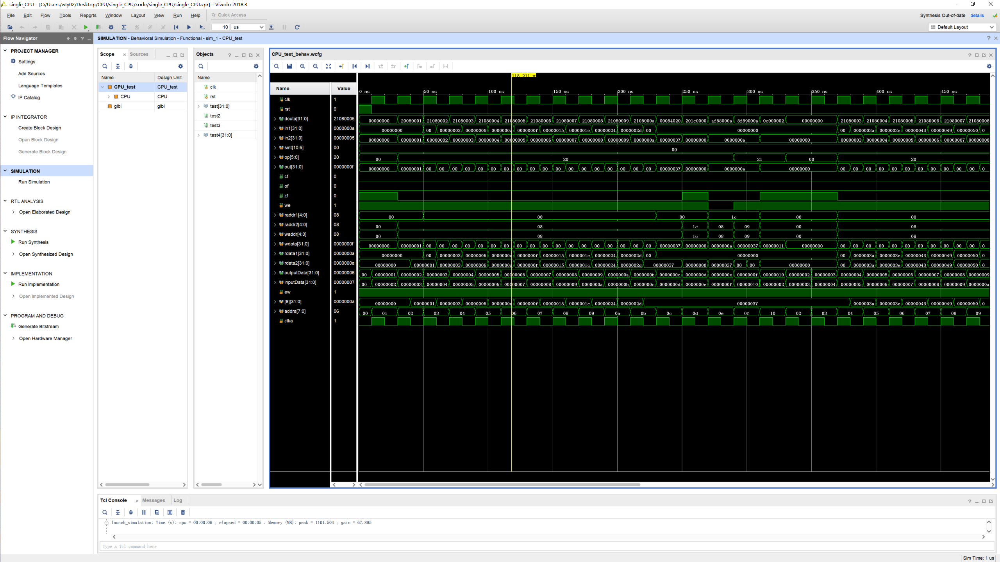 single_CPU - [C:/Users/wty02/Desktop/CPU/single_CPU/code/single_CPU/single_CPU.xpr] - Vivado 2018.3
File Edit Flow Tools Reports Window Layout View Run Help Quick Access
Synthesis Out-of-date details
10 us
Default Layout
Flow Navigator
SIMULATION - Behavioral Simulation - Functional - sim_1 - CPU_test
PROJECT MANAGER
Settings
Add Sources
Language Templates
IP Catalog
IP INTEGRATOR
Create Block Design
Open Block Design
Generate Block Design
SIMULATION
Run Simulation
RTL ANALYSIS
Open Elaborated Design
SYNTHESIS
Run Synthesis
Open Synthesized Design
IMPLEMENTATION
Run Implementation
Open Implemented Design
PROGRAM AND DEBUG
Generate Bitstream
Open Hardware Manager
Scope Sources
Name Design Unit
CPU_test CPU_test
CPU CPU
glbl glbl
Objects
Name
clk
rst
test[31:0]
test2
test3
test4[31:0]
CPU_test_behav.wcfg
118.211 n
Name Value
0 ns 50 ns 100 ns 150 ns 200 ns 250 ns 300 ns 350 ns 400 ns 450 ns
clk 1
rst 0
douta[31:0] 21080005 00000000 20080001 21080002 21080003 21080004 21080005 21080006 21080007 21080008 21080009 2108000a 00084020 201c0000 af88000a 8f89000a 0c000002 00000000 21080003 21080004 21080005 21080006 21080007 21080008
in1[31:0] 0000000a 00000000 00 00000003 00000006 0000000a 0000000f 00000015 0000001c 00000024 0000002d 00 00000000 00 0000003a 0000003e 00000043 00000049 00000050 0
in2[31:0] 00000005 00000000 00000001 00000002 00000003 00000004 00000005 00000006 00000007 00000008 00000009 0000000a 00000037 00000000 0000000a 00000000 00000003 00000004 00000005 00000006 00000007 00000008
smt[10:6] 00 00
op[5:0] 20 00 20 21 00 20
out[31:0] 0000000f 00000000 00000001 00 00 00 00 00 00 00 00 00 00 00 00 00 00 00 00 00 00 00000037 00000000 0000000a 00000000 00 00 00 00 00 00 00 00 00 00 00 0
cf 0
of 0
zf 0
we 1
raddr1[4:0] 08 00 08 00 1c 00 08
raddr2[4:0] 08 00 08 1c 08 09 00 08
waddr[4:0] 08 00 08 1c 08 09 00 08
wdata[31:0] 0000000f 00000000 00000001 00 00 00 00 00 00 00 00 00 00 00 00 00 00 00 00 00 00 00000037 00000000 0000000a 00000037 00000011 00000000 00 00 00 00 00 00 00 00 00 00 00 0
rdata1[31:0] 0000000a 00000000 00 00000003 00000006 0000000a 0000000f 00000015 0000001c 00000024 0000002d 00 00000000 00 0000003a 0000003e 00000043 00000049 00000050 0
rdata2[31:0] 0000000a 00000000 00000001 00000003 00000006 0000000a 0000000f 00000015 0000001c 00000024 0000002d 00000037 00000000 00000037 00 00 00000000 00 0000003a 0000003e 00000043 00000049 00000050 0
outputData[31:0] 00000006 00 00000001 00000002 00000003 00000004 00000005 00000006 00000007 00000008 00000009 0000000a 0000000b 0000000c 0000000d 0000000e 0000000f 00000010 00000002 00000003 00000004 00000005 00000006 00000007 00000008 00000009
inputData[31:0] 00000007 00 00000002 00000003 00000004 00000005 00000006 00000007 00000008 00000009 0000000a 0000000b 0000000c 0000000d 0000000e 0000000f 00000010 00000002 00000003 00000004 00000005 00000006 00000007 00000008 00000009 0000000a
ew 1
[8][31:0] 0000000a 00000000 00000001 00000003 00000006 0000000a 0000000f 00000015 0000001c 00000024 0000002d 00000037 0000003a 0000003e 00000043 00000049 00000050 0
addra[7:0] 06 00 01 02 03 04 05 06 07 08 09 0a 0b 0c 0d 0e 0f 10 02 03 04 05 06 07 08 09
clka 1
Tcl Console Messages Log
launch_simulation: Time (s): cpu = 00:00:06 ; elapsed = 00:00:05 . Memory (MB): peak = 1101.504 ; gain = 67.895
Type a Tcl command here
Sim Time: 1 us